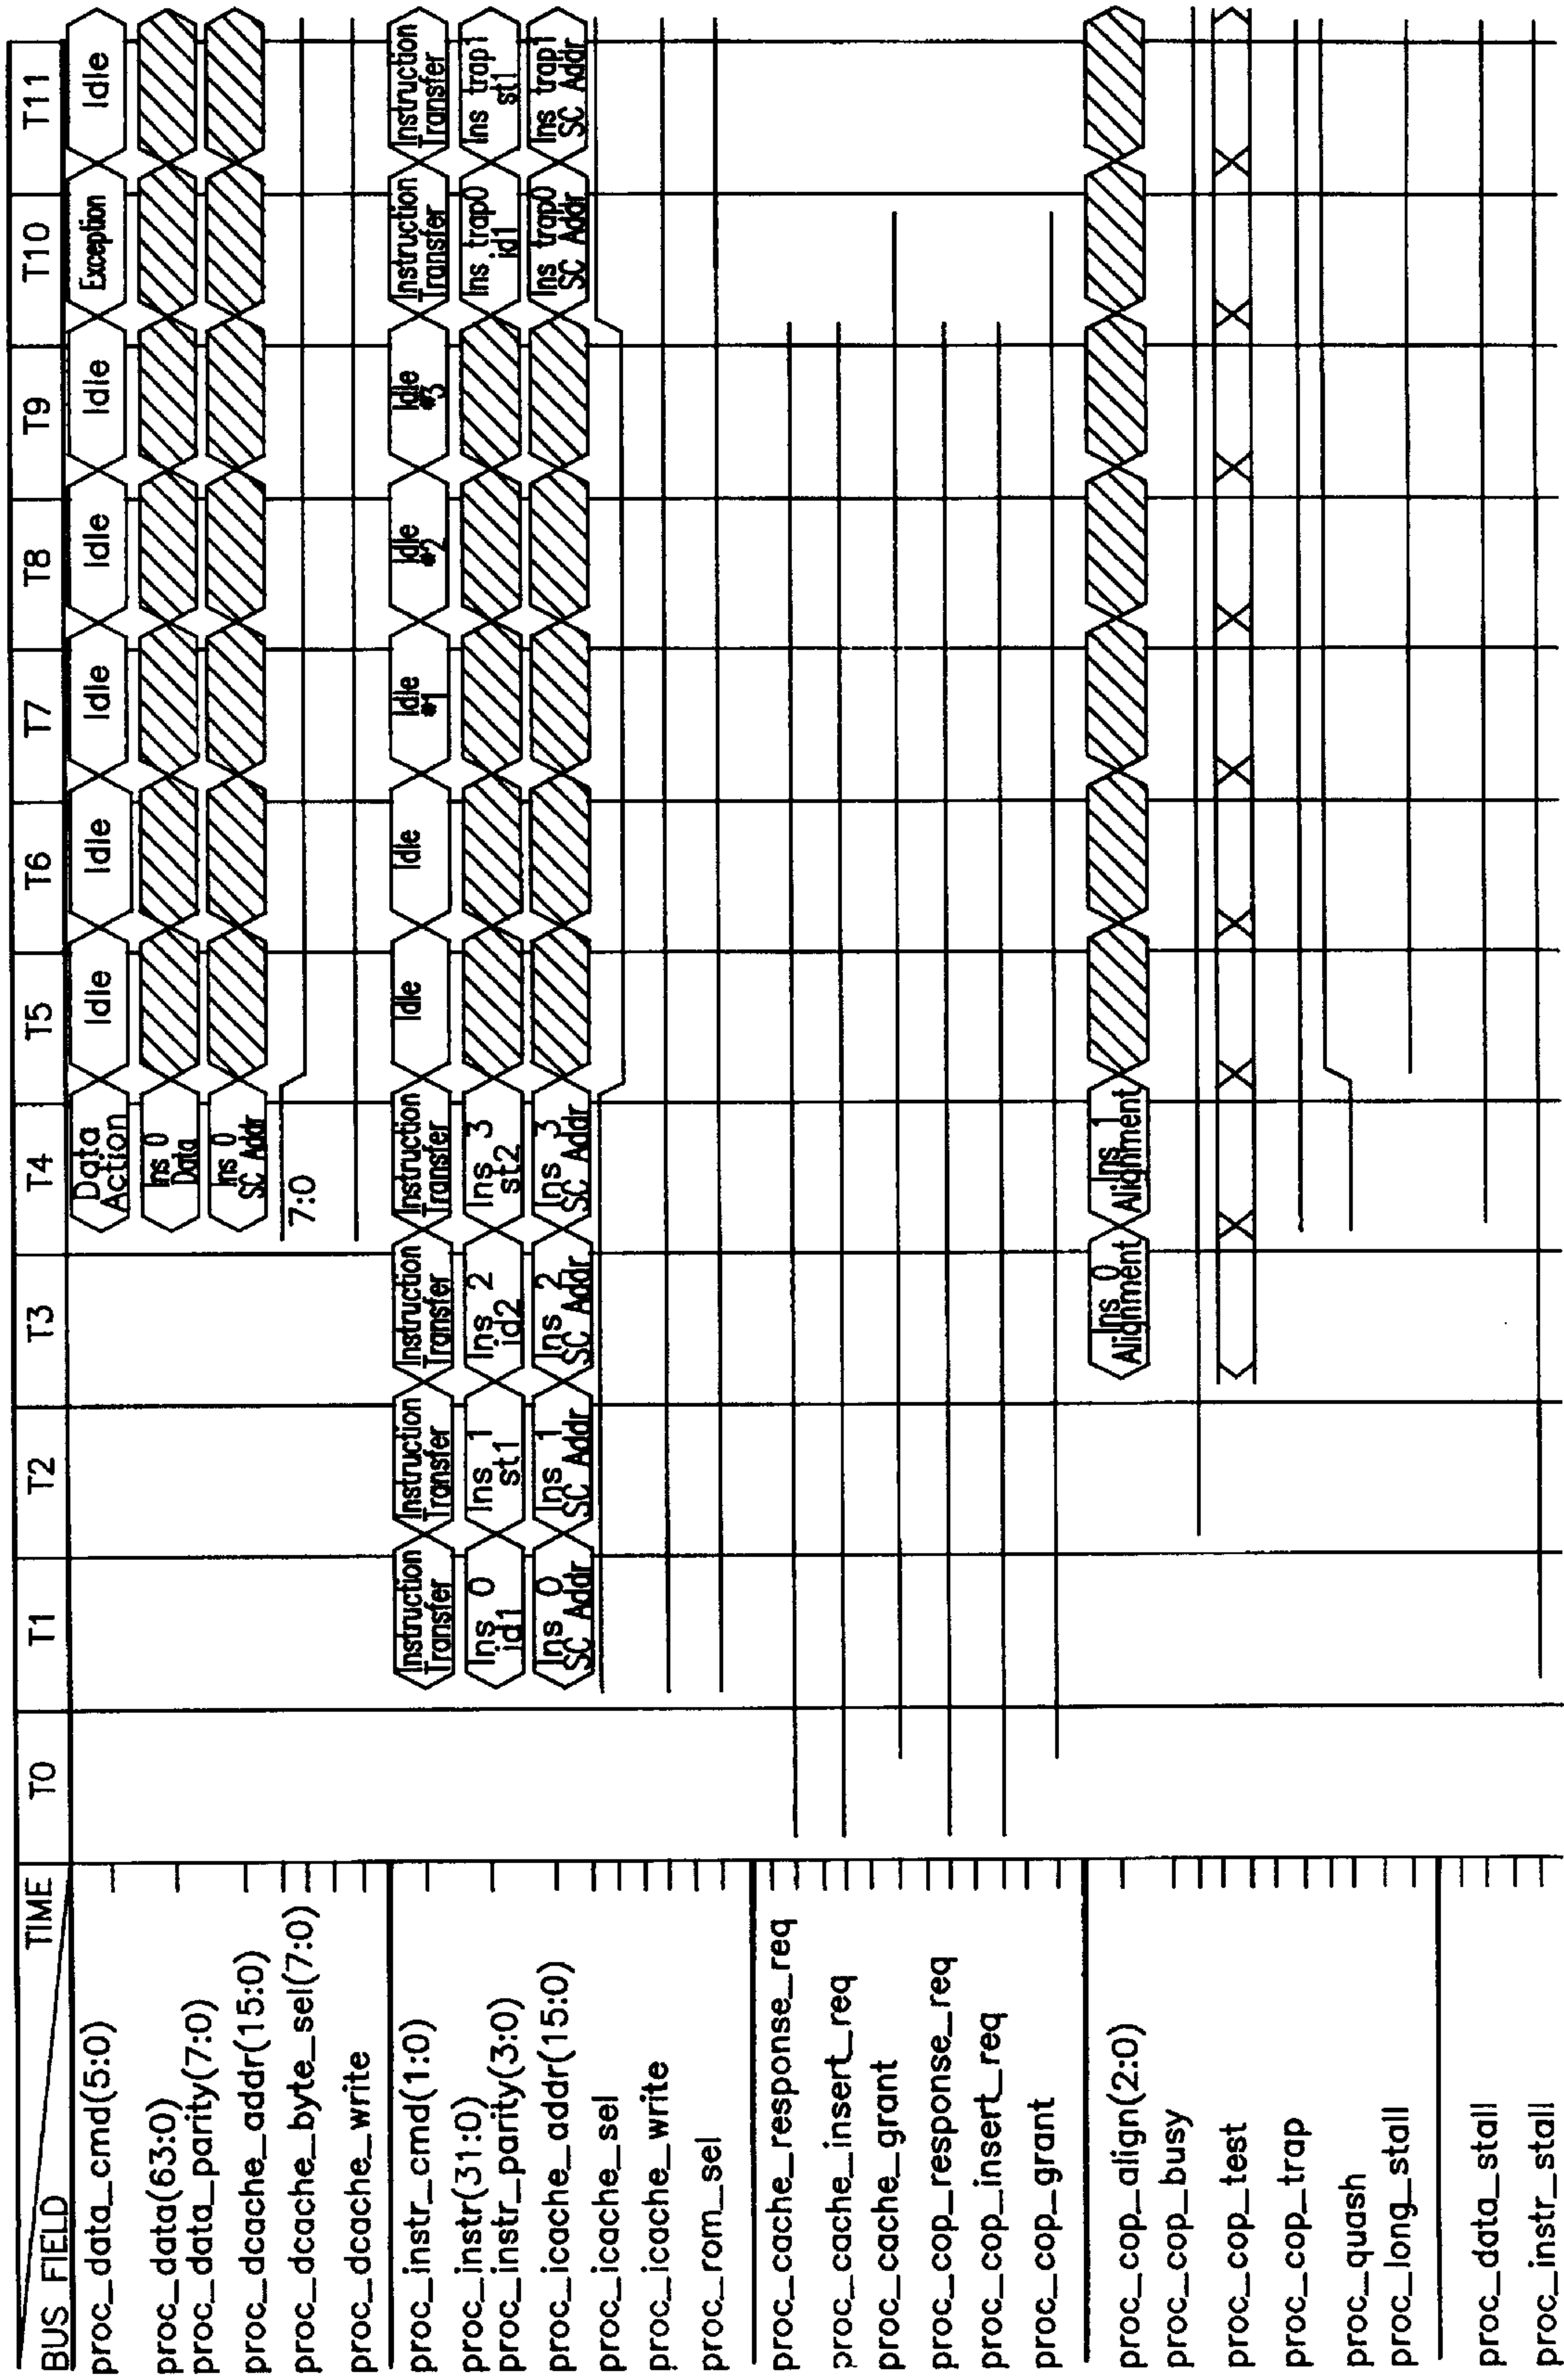 BUS FIELD TIME T0 T1 T2 T3 T4 T5 T6 T7 T8 T9 T10 T11
proc_data_cmd(5:0) Data Idle Idle Idle Idle Idle Exception Idle
Action
proc_data(63:0) Ins 0
proc_data_parity(7:0) Data
proc_dcache_addr(15:0) Ins 0
SC Addr
proc_dcache_byte_sel(7:0) 7:0
proc_dcache_write
proc_instr_cmd(1:0) Instruction Instruction Instruction Instruction Idle Idle Idle Idle Idle Instruction Instruction
Transfer Transfer Transfer Transfer #1 #2 #3 Transfer Transfer
proc_instr(31:0) Ins 0 Ins 1 Ins 2 Ins 3 Ins trap0 Ins trap1
proc_instr_parity(3:0) id1 st1 id2 st2 id1 st1
proc_icache_addr(15:0) Ins 0 Ins 1 Ins 2 Ins 3 Ins trap0 Ins trap1
SC Addr SC Addr SC Addr SC Addr SC Addr SC Addr
proc_icache_sel
proc_icache_write
proc_rom_sel
proc_cache_response_req
proc_cache_insert_req
proc_cache_grant
proc_cop_response_req
proc_cop_insert_req
proc_cop_grant
proc_cop_align(2:0) Ins 0 Ins 1
Alignment Alignment
proc_cop_busy
proc_cop_test
proc_cop_trap
proc_quash
proc_long_stall
proc_data_stall
proc_instr_stall